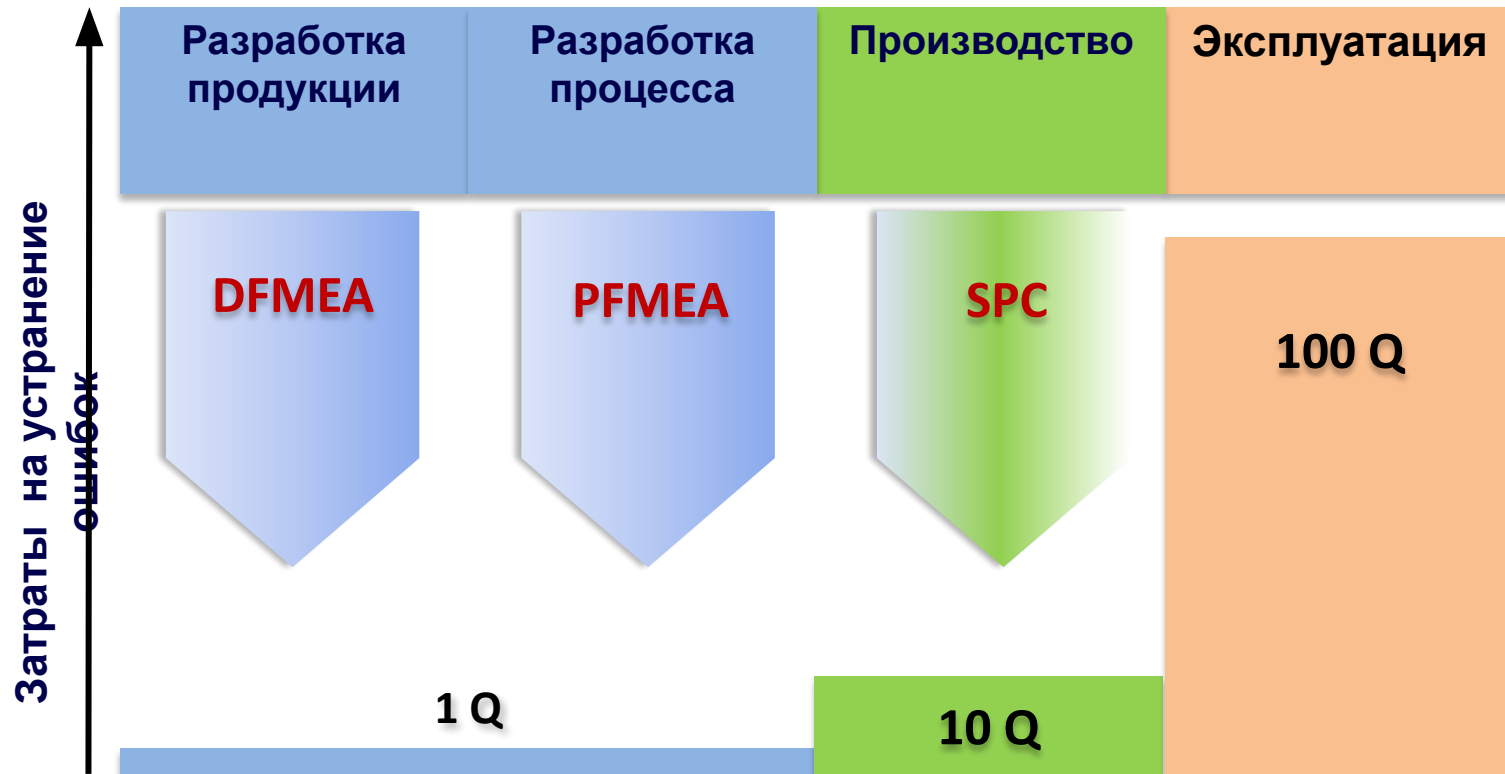 Разработка
продукции
Разработка
процесса
Производство
Эксплуатация
Затраты на устранение
ошибок
DFMEA
PFMEA
SPC
100 Q
1 Q
10 Q